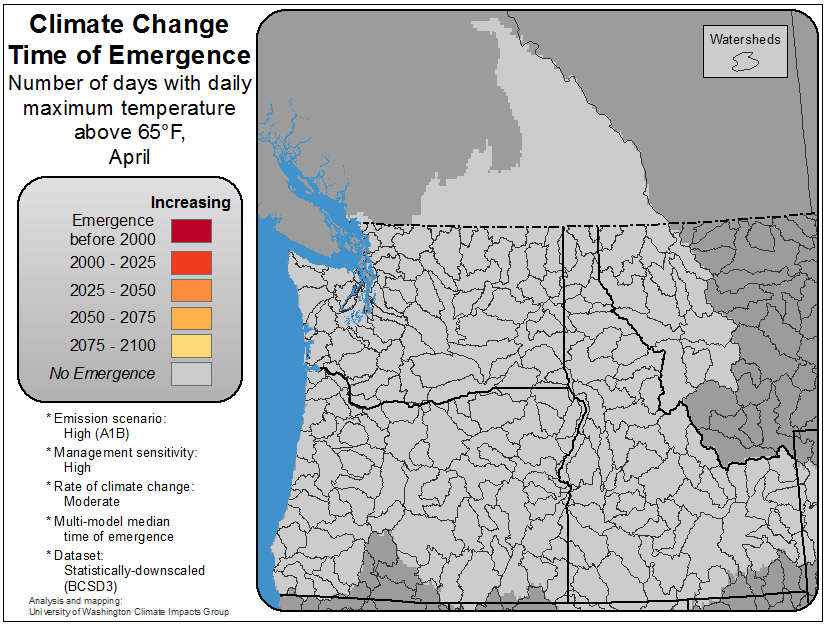 Climate Change
Time of Emergence
Number of days with daily
maximum temperature
above 65°F,
April
Watersheds
Increasing
Emergence
before 2000
2000 - 2025
2025 - 2050
2050 - 2075
2075 - 2100
No Emergence
* Emission scenario:
High (A1B)
* Management sensitivity:
High
* Rate of climate change:
Moderate
* Multi-model median
time of emergence
* Dataset:
Statistically-downscaled
(BCSD3)
Analysis and mapping:
University of Washington Climate Impacts Group